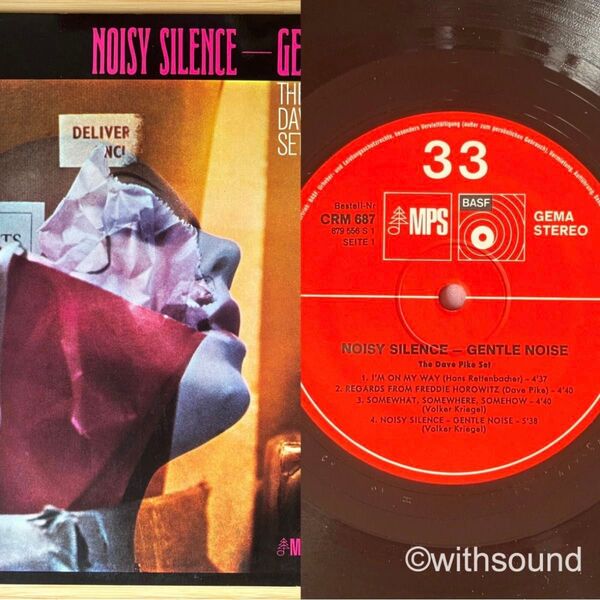 NOISY SILENCE — GE
THE
DAV
SE
DELIVER
NCI
TS
M
33
Bestell-Nr
CRM 687
879 556 S 1
SEITE 1
MPS
BASF
GEMA
STEREO
NOISY SILENCE — GENTLE NOISE
The Dave Pike Set
1. I'M ON MY WAY (Hans Rettenbacher) - 4'37
2. REGARDS FROM FREDDIE HOROWITZ (Dave Pike) - 4'40
3. SOMEWHAT, SOMEWHERE, SOMEHOW - 4'40
(Volker Kriegel)
4. NOISY SILENCE - GENTLE NOISE - 5'38
(Volker Kriegel)
©withsound